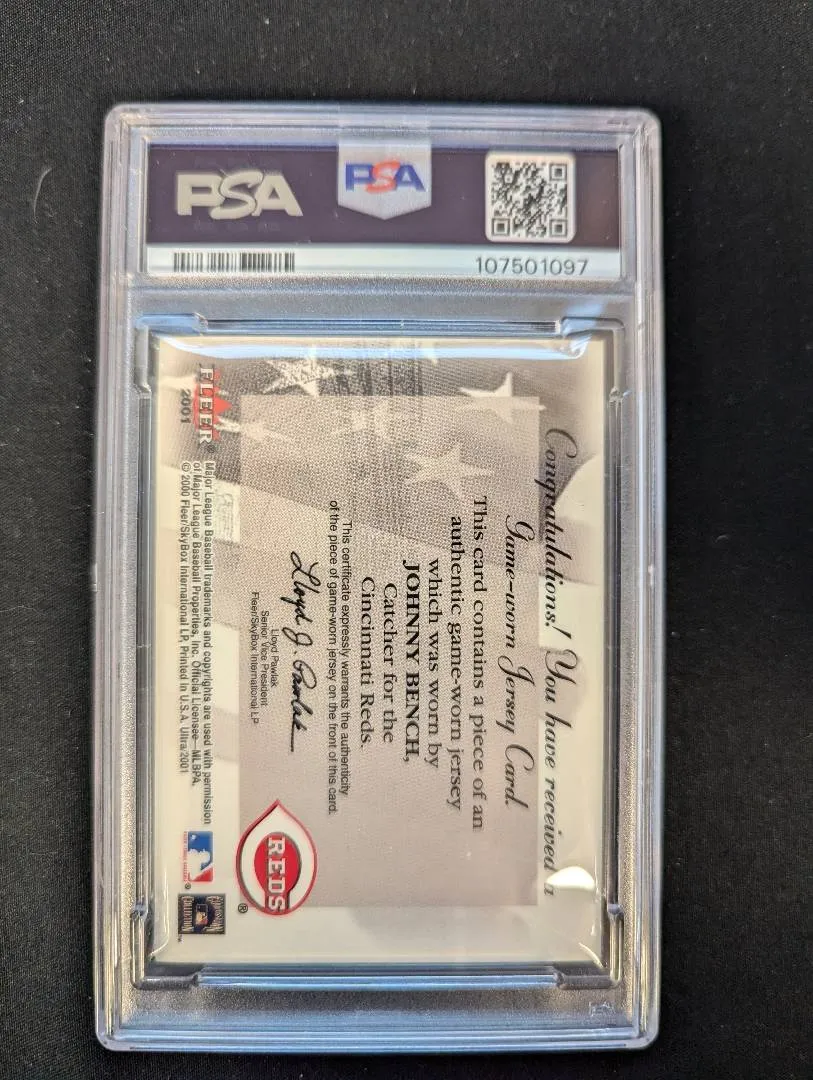 PSA
PSA
107501097
Congratulations! You have received a
Game-worn Jersey Card.
This card contains a piece of an
authentic game-worn jersey
which was worn by
JOHNNY BENCH,
Catcher for the
Cincinnati Reds.
This certificate expressly warrants the authenticity
of the piece of game-worn jersey on the front of this card.
Lloyd J. Pawlak
Lloyd Pawlak
Senior Vice President
Fleer/SkyBox International LP
REDS
®
FLEER®
2001
Major League Baseball trademarks and copyrights are used with permission
of Major League Baseball Properties, Inc. Official Licensee—MLBPA.
© 2000 Fleer/SkyBox International LP, Printed in U.S.A. Ultra/2001
®
COOPERSTOWN
COLLECTION